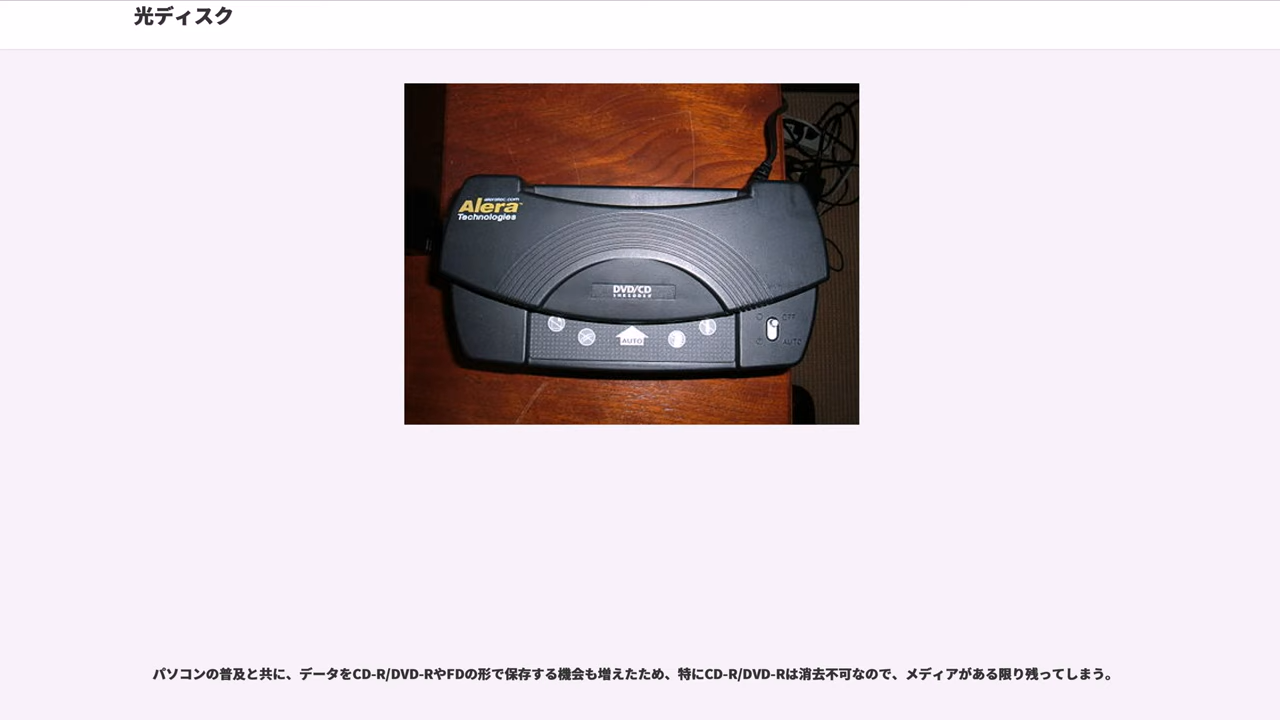 光ディスク
aleratec.com
Alera
Technologies
DVD/CD
SHREDDER
OFF
AUTO
AUTO
パソコンの普及と共に、データをCD-R/DVD-RやFDの形で保存する機会も増えたため、特にCD-R/DVD-Rは消去不可なので、メディアがある限り残ってしまう。